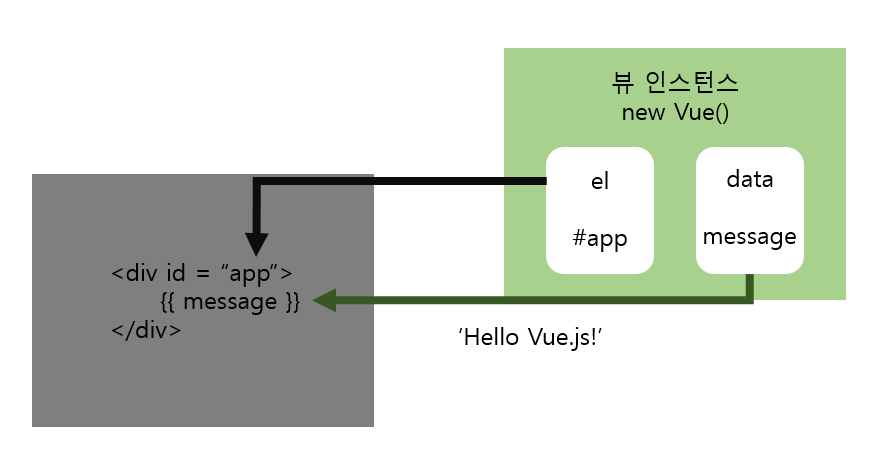 뷰 인스턴스
new Vue()
el
#app
data
message
<div id = “app”>
{{ message }}
</div>
‘Hello Vue.js!’